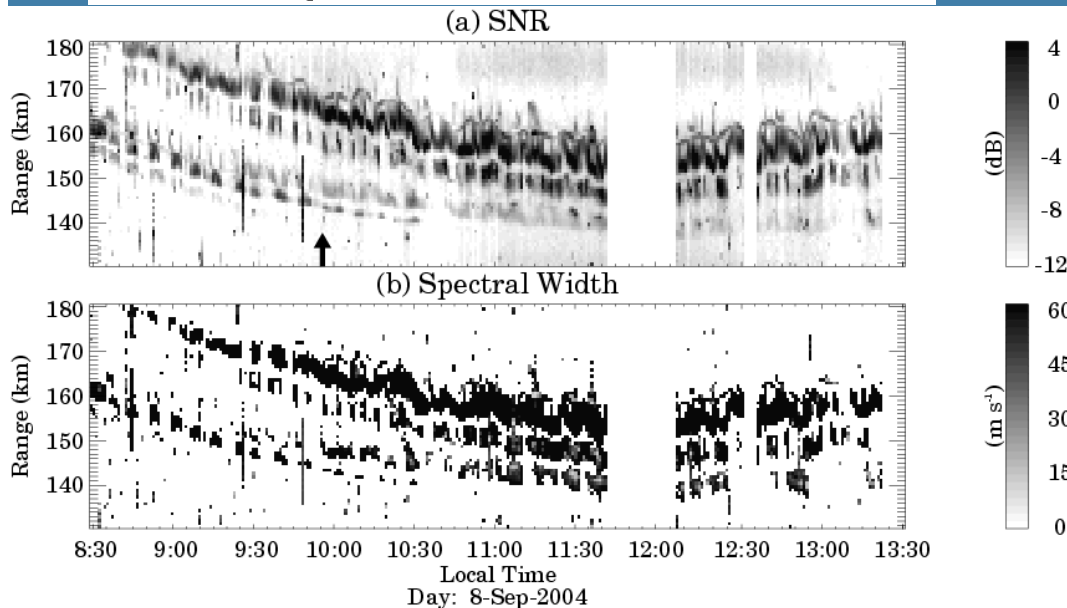 (a) SNR
180
170
160
150
140
Range (km)
4
0
-4
-8
-12
(dB)
(b) Spectral Width
180
170
160
150
140
Range (km)
60
45
30
15
0
(m s⁻¹)
8:30 9:00 9:30 10:00 10:30 11:00 11:30 12:00 12:30 13:00 13:30
Local Time
Day: 8-Sep-2004